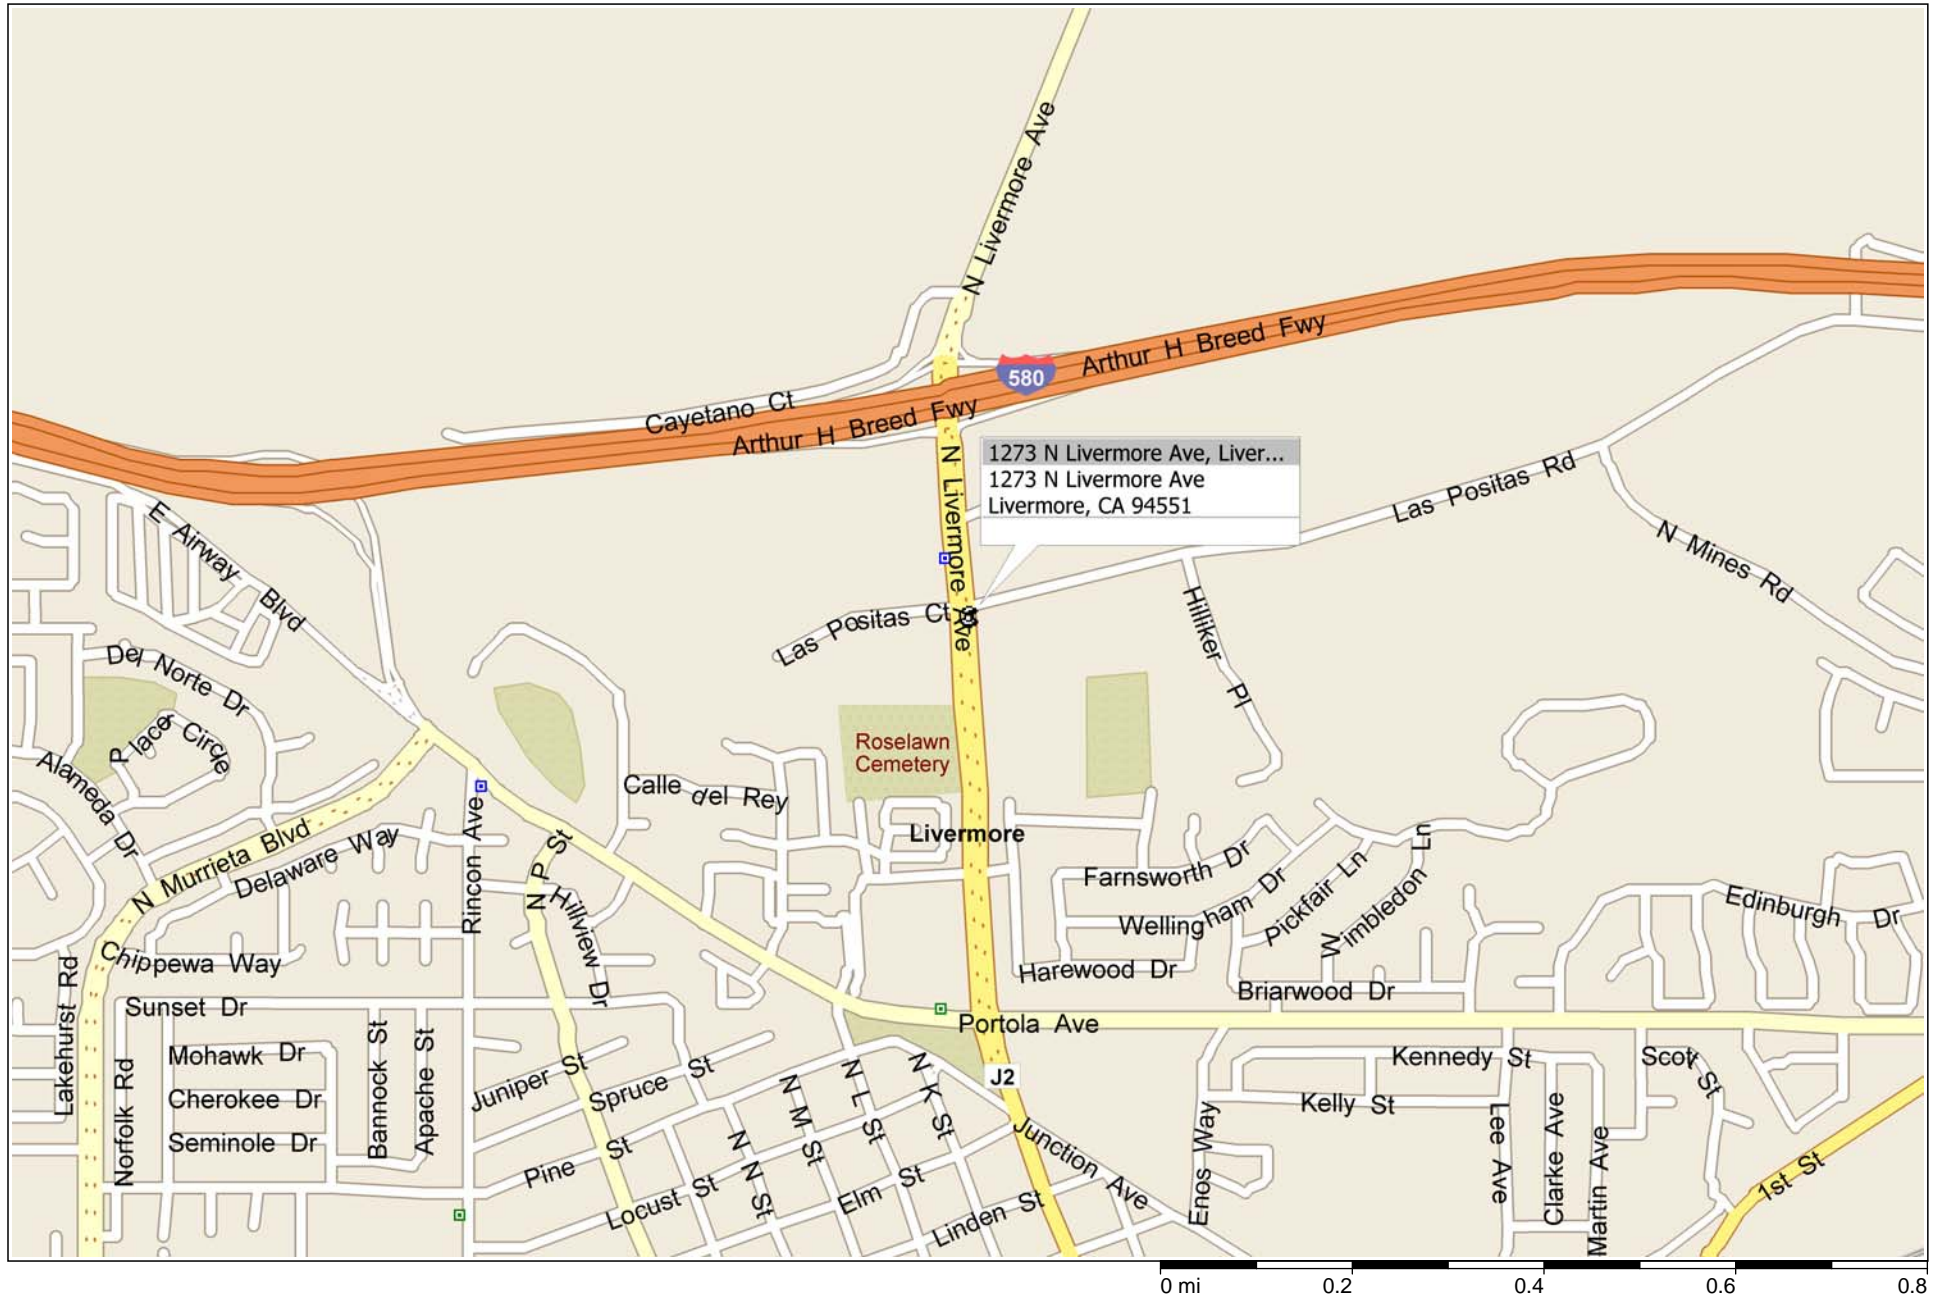 N Livermore Ave
Arthur H Breed Fwy
580
Cayetano Ct
Arthur H Breed Fwy
N Livermore Ave
1273 N Livermore Ave, Liver...
1273 N Livermore Ave
Livermore, CA 94551
Las Positas Rd
N Mines Rd
E Airway Blvd
Las Positas Ct
Hilliker Pl
Del Norte Dr
Placer Circle
Alameda Dr
Roselawn
Cemetery
Calle del Rey
Livermore
N Murrieta Blvd
Delaware Way
Rincon Ave
N P St
Hillview Dr
Farnsworth Dr
Wellingham Dr
Pickfair Ln
Wimbledon Ln
Edinburgh Dr
Chippewa Way
Harewood Dr
Briarwood Dr
Lakehurst Rd
Sunset Dr
Portola Ave
Mohawk Dr
Cherokee Dr
Seminole Dr
Norfolk Rd
Bannock St
Apache St
Juniper St
Spruce St
Pine St
Locust St
N N St
N M St
N L St
N K St
J2
Elm St
Linden St
Junction Ave
Enos Way
Kennedy St
Kelly St
Lee Ave
Clarke Ave
Martin Ave
Scott St
1st St
0 mi 0.2 0.4 0.6 0.8